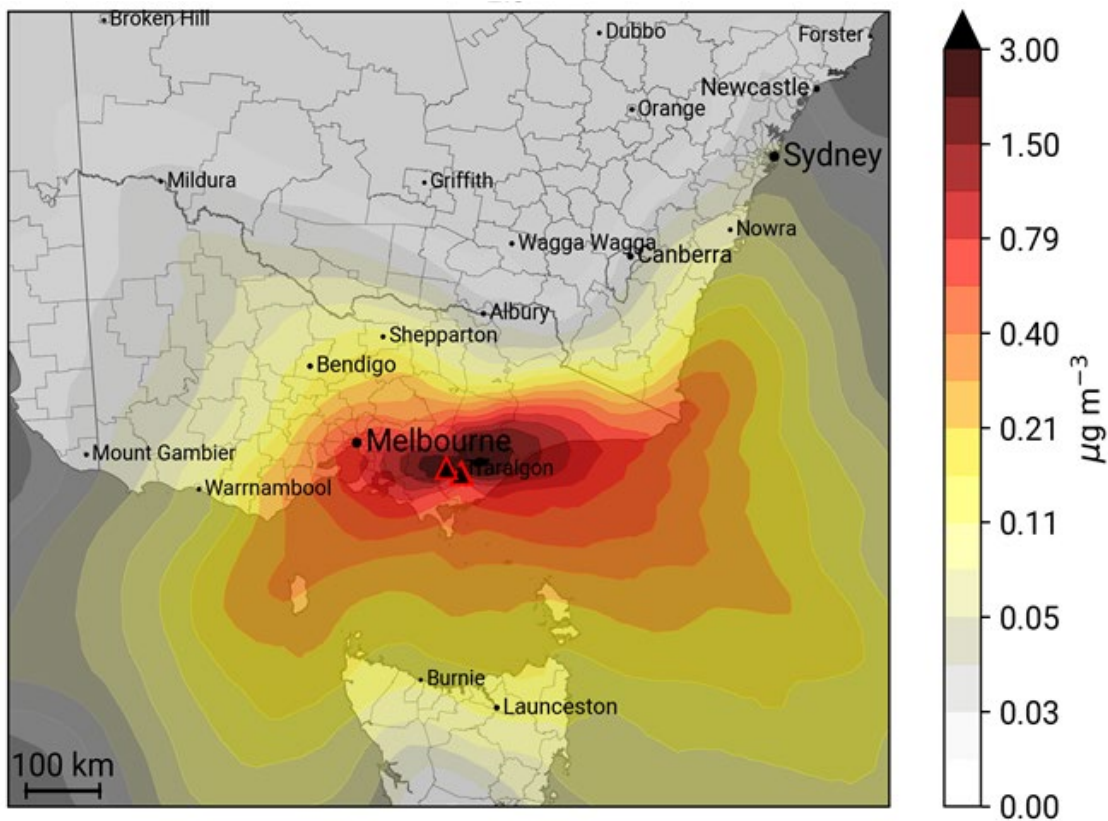 Broken Hill
Dubbo
Forster
Newcastle
Orange
Sydney
Mildura
Griffith
Nowra
Wagga Wagga
Canberra
Albury
Shepparton
Bendigo
Melbourne
Mount Gambier
Traralgon
Warrnambool
Burnie
Launceston
100 km
3.00
1.50
0.79
0.40
0.21
0.11
0.05
0.03
0.00
μg m⁻³